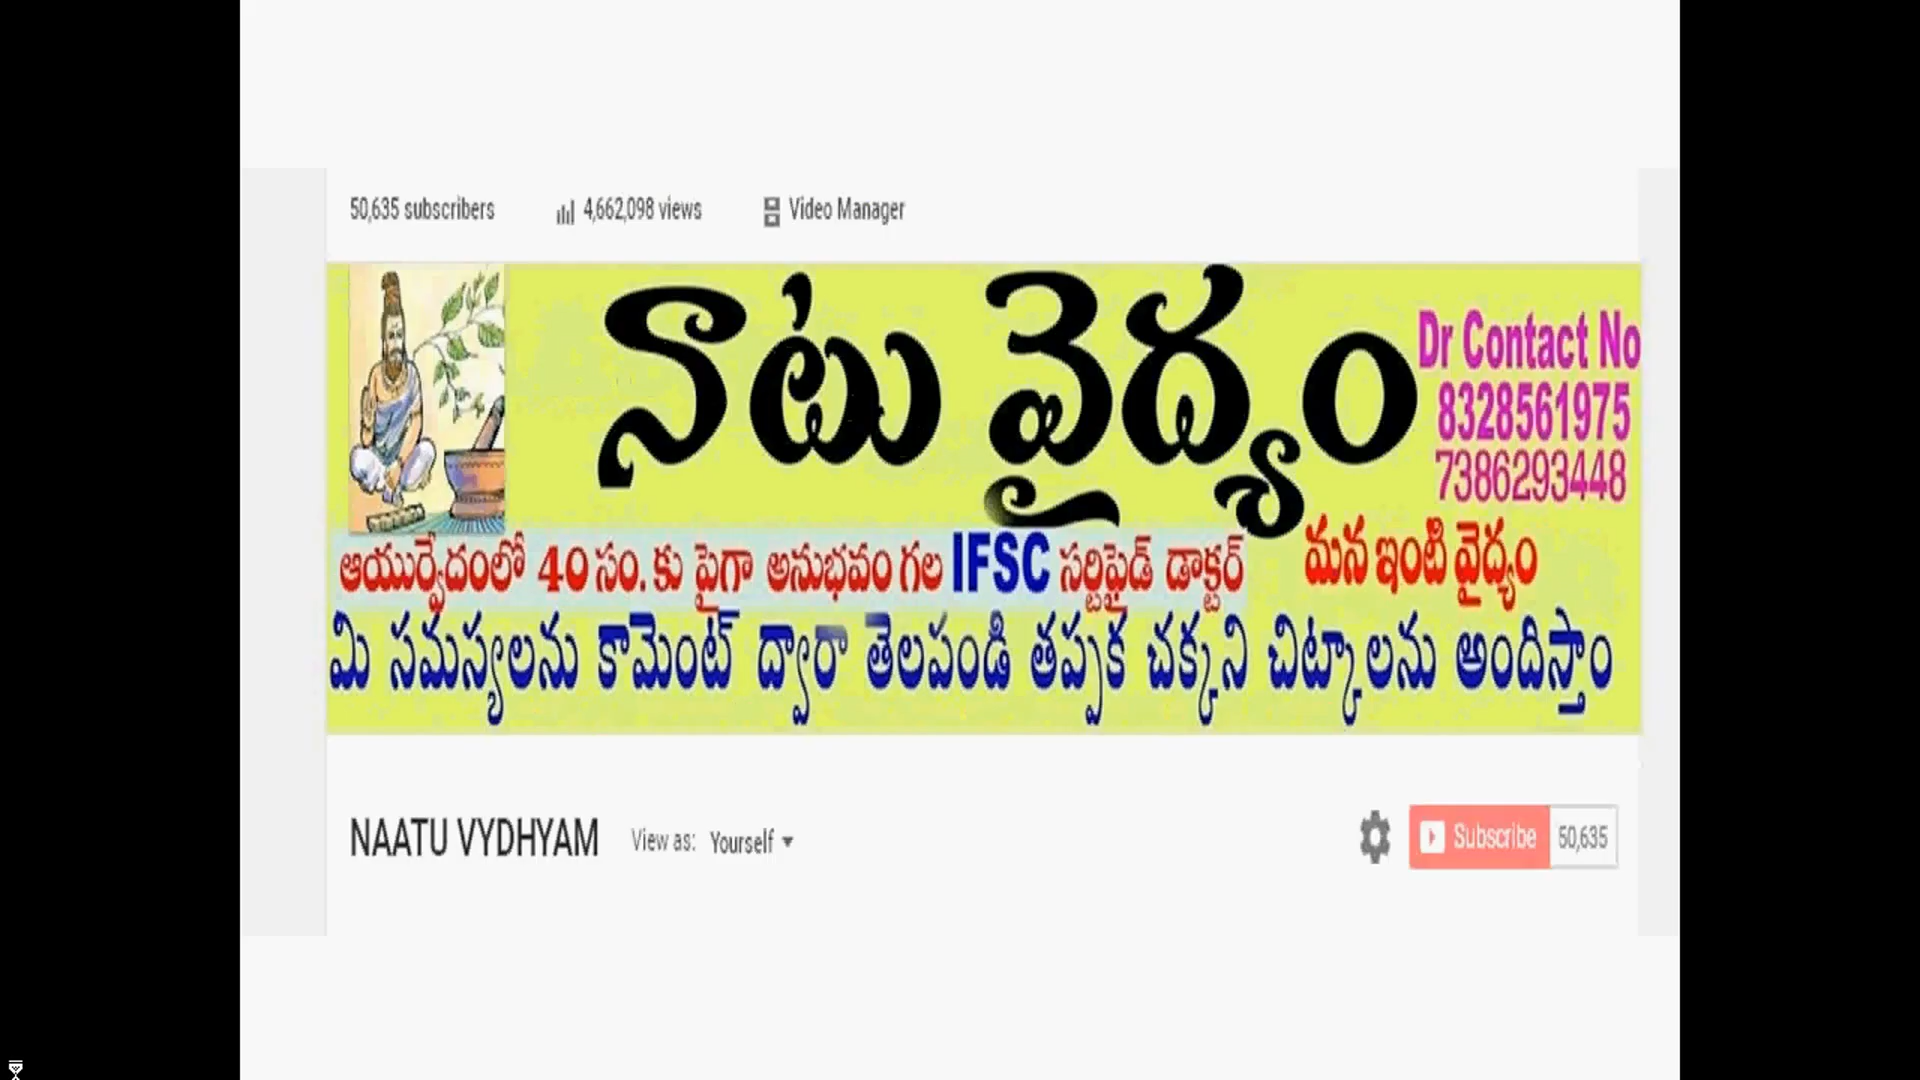 50,635 subscribers 4,662,098 views Video Manager
నాటు వైద్యం
Dr Contact No
8328561975
7386293448
ఆయుర్వేదంలో 40 సం. కు పైగా అనుభవం గల IFSC సర్టిఫైడ్ డాక్టర్
మన ఇంటి వైద్యం
మి సమస్యలను కామెంట్ ద్వారా తెలపండి తప్పక చక్కని చిట్కాలను అందిస్తాం
NAATU VYDHYAM View as: Yourself Subscribe 50,635